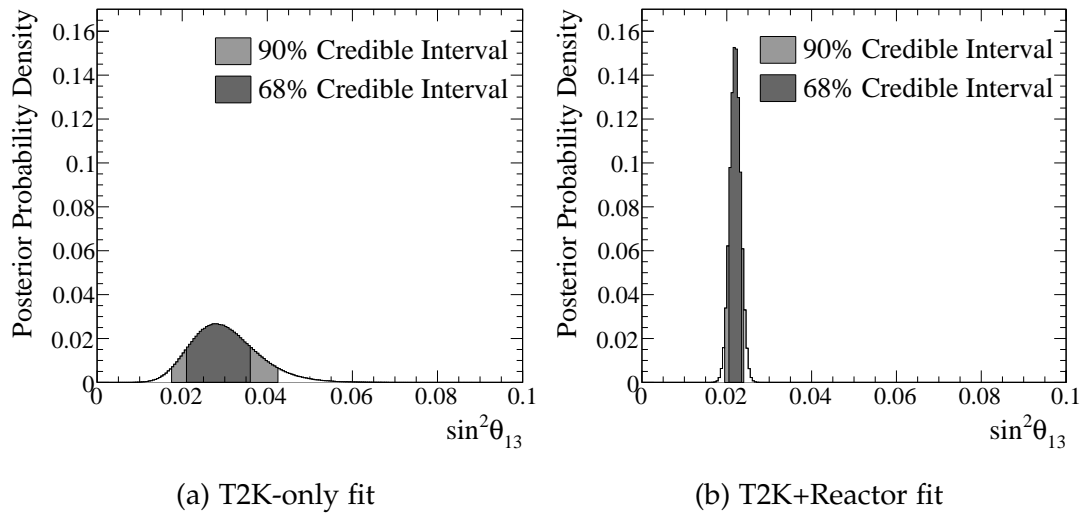 Posterior Probability Density
0.16
0.14
0.12
0.1
0.08
0.06
0.04
0.02
0
90% Credible Interval
68% Credible Interval
0 0.02 0.04 0.06 0.08 0.1
sin²θ₁₃
(a) T2K-only fit
Posterior Probability Density
0.16
0.14
0.12
0.1
0.08
0.06
0.04
0.02
0
90% Credible Interval
68% Credible Interval
0 0.02 0.04 0.06 0.08 0.1
sin²θ₁₃
(b) T2K+Reactor fit